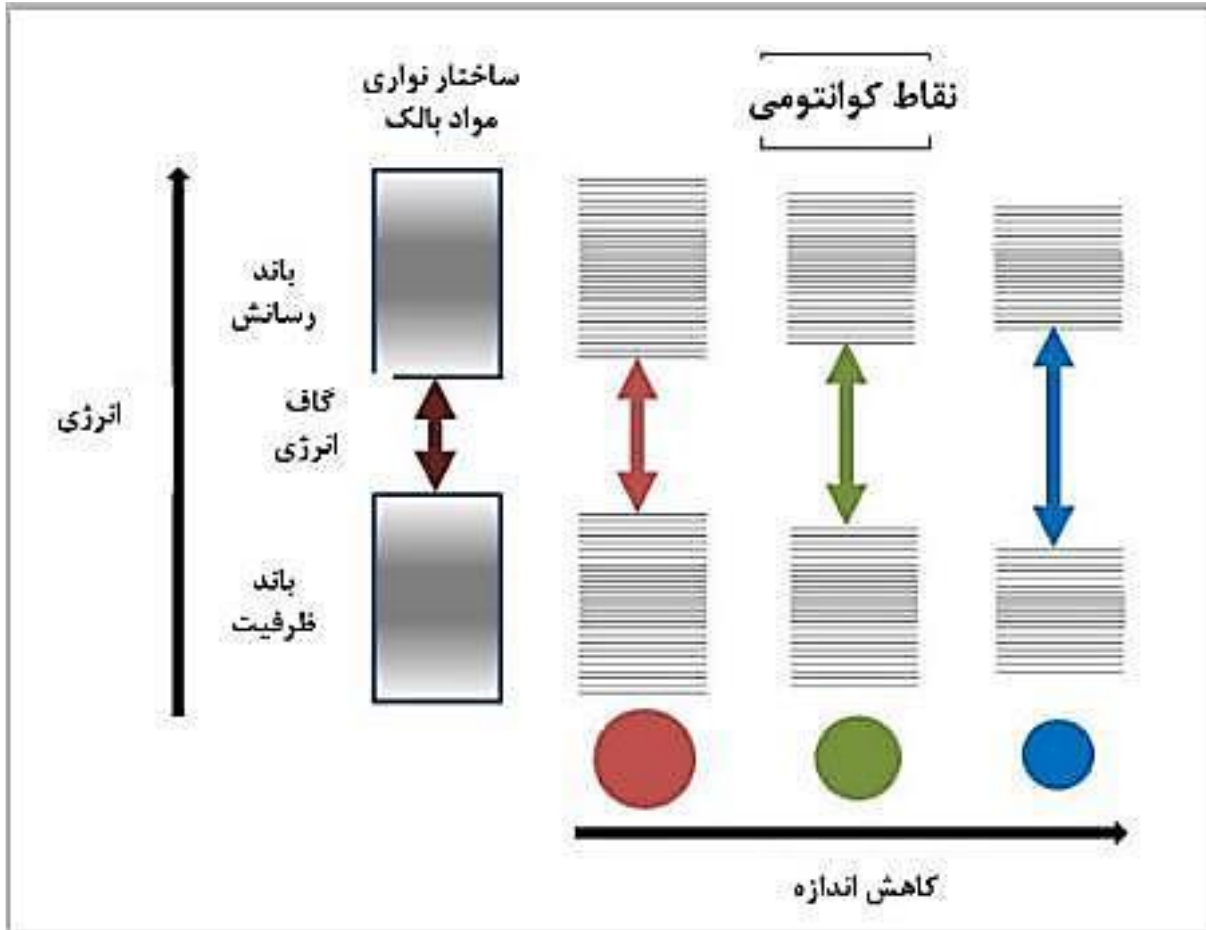 ساختار نواری
مواد بالک
نقاط کوانتومی
باند
رسانش
گاف
انرژی
انرژی
باند
ظرفیت
کاهش اندازه